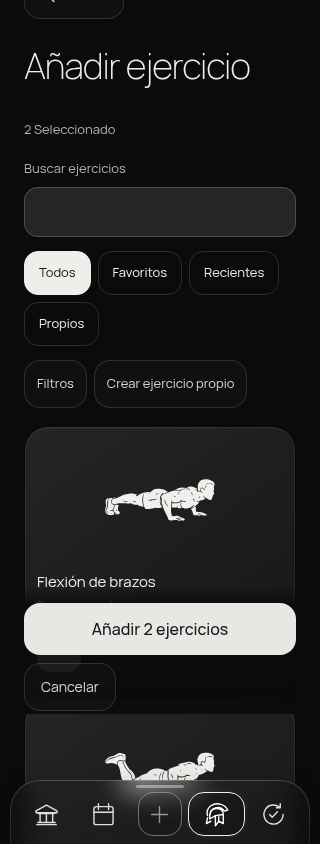 Añadir ejercicio
2 Seleccionado
Buscar ejercicios
Todos
Favoritos
Recientes
Propios
Filtros
Crear ejercicio propio
Flexión de brazos
Añadir 2 ejercicios
Cancelar